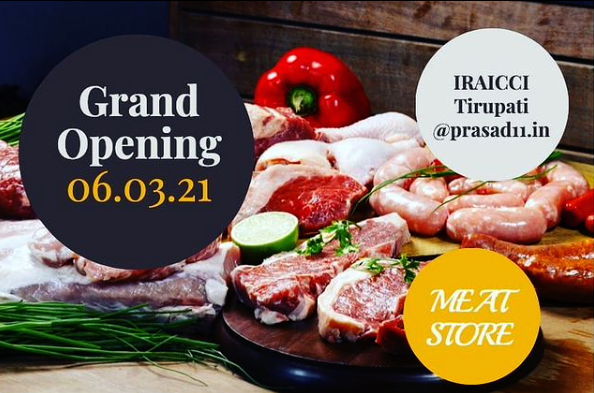 Grand
Opening
06.03.21
IRAICCI
Tirupati
@prasad11.in
MEAT
STORE